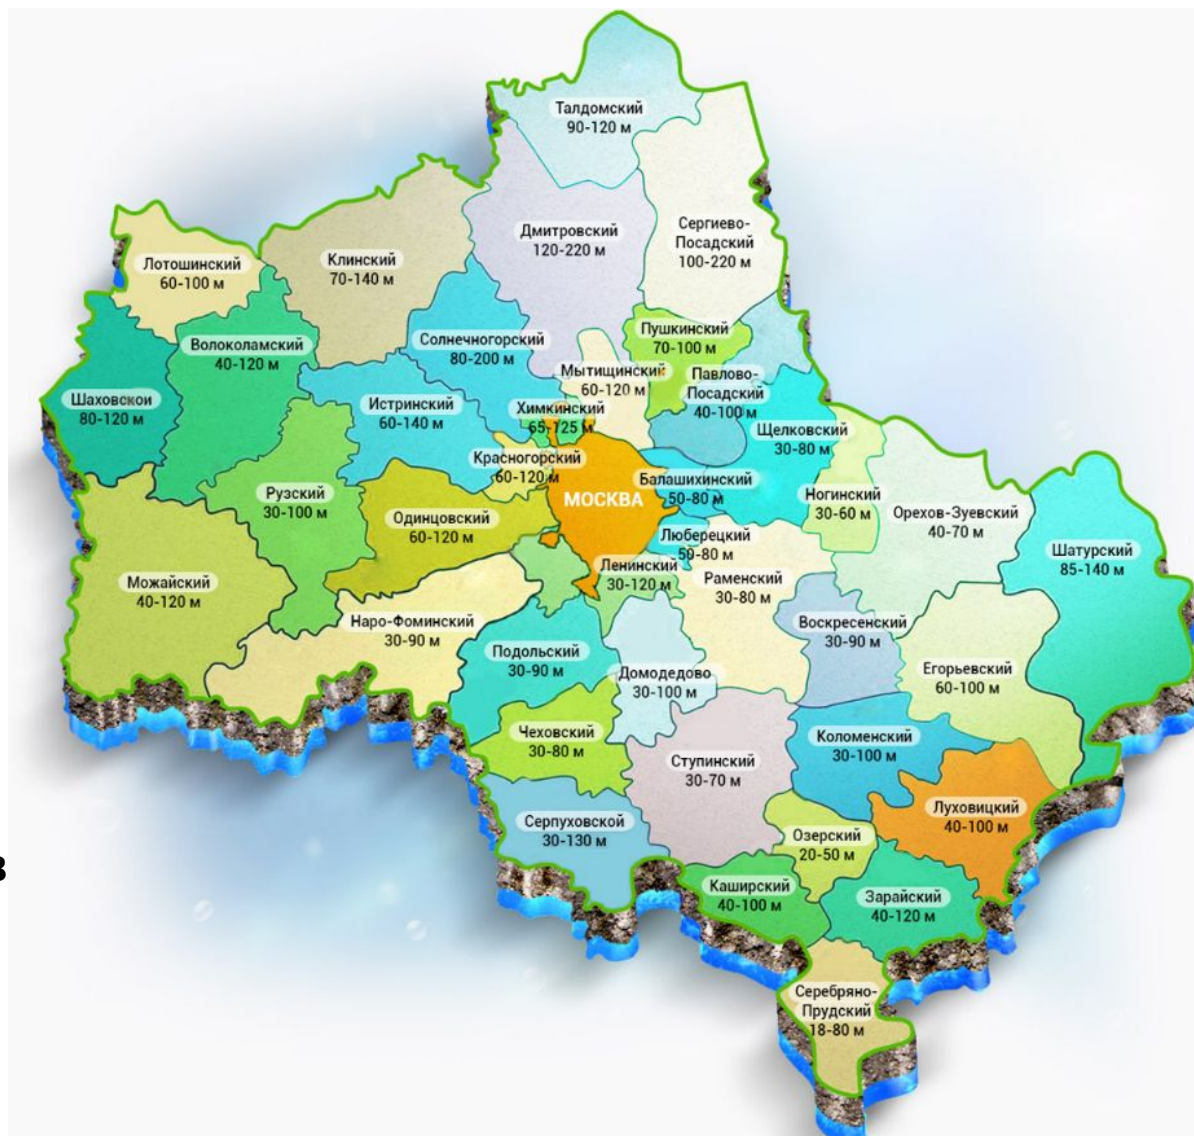 Талдомский
90-120 м
Дмитровский
120-220 м
Сергиево-
Посадский
100-220 м
Клинский
70-140 м
Лотошинский
60-100 м
Пушкинский
70-100 м
Солнечногорский
80-200 м
Волоколамский
40-120 м
Мытищинский
60-120 м
Павлово-
Посадский
40-100 м
Шаховской
80-120 м
Истринский
60-140 м
Химкинский
65-125 м
Щелковский
30-80 м
Красногорский
60-120 м
Балашихинский
50-80 м
МОСКВА
Рузский
30-100 м
Ногинский
30-60 м
Орехов-Зуевский
40-70 м
Одинцовский
60-120 м
Люберецкий
50-80 м
Шатурский
85-140 м
Ленинский
30-120 м
Раменский
30-80 м
Можайский
40-120 м
Наро-Фоминский
30-90 м
Воскресенский
30-90 м
Подольский
30-90 м
Домодедово
30-100 м
Егорьевский
60-100 м
Чеховский
30-80 м
Коломенский
30-100 м
Ступинский
30-70 м
Луховицкий
40-100 м
Серпуховской
30-130 м
Озерский
20-50 м
в
Каширский
40-100 м
Зарайский
40-120 м
Серебряно-
Прудский
18-80 м